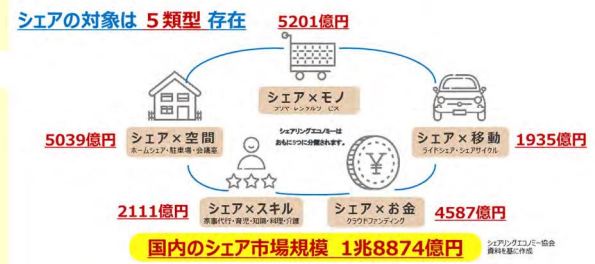 シェアの対象は 5類型 存在
5201億円
シェア×モノ
フリマ・レンタルサービス
5039億円
シェア×空間
ホームシェア・駐車場・会議室
シェアリングエコノミーは
おもに5つに分類されます。
シェア×移動
ライドシェア・シェアサイクル
1935億円
2111億円
シェア×スキル
家事代行・育児・知識・料理・介護
シェア×お金
クラウドファンディング
4587億円
国内のシェア市場規模 1兆8874億円
シェアリングエコノミー協会
資料を基に作成